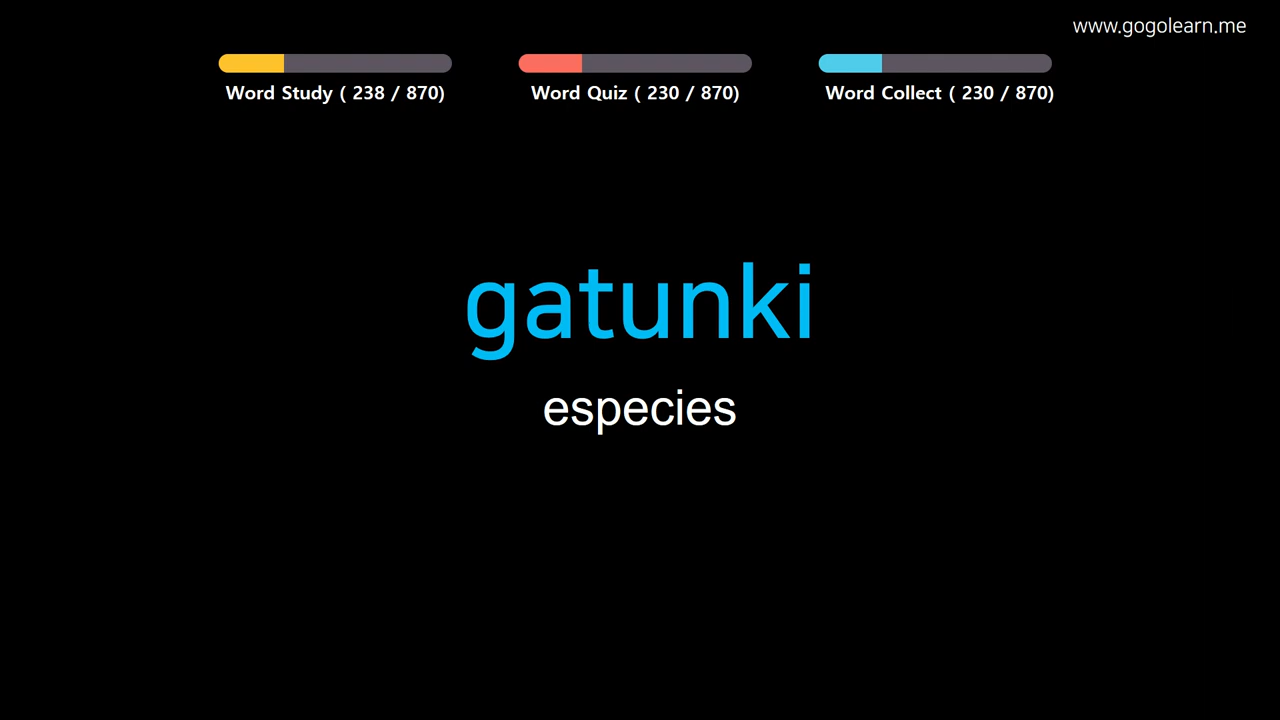 www.gogolearn.me
Word Study ( 238 / 870)
Word Quiz ( 230 / 870)
Word Collect ( 230 / 870)
gatunki
especies